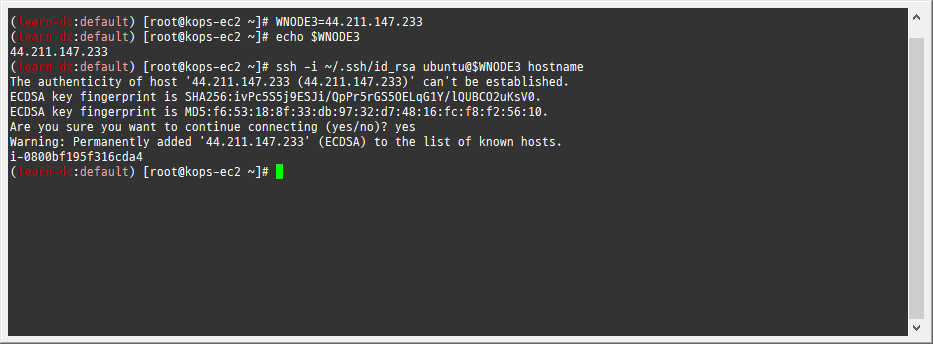 (learn-dc:default) [root@kops-ec2 ~]# WNODE3=44.211.147.233
(learn-dc:default) [root@kops-ec2 ~]# echo $WNODE3
44.211.147.233
(learn-dc:default) [root@kops-ec2 ~]# ssh -i ~/.ssh/id_rsa ubuntu@$WNODE3 hostname
The authenticity of host '44.211.147.233 (44.211.147.233)' can't be established.
ECDSA key fingerprint is SHA256:ivPc5S5j9ESJi/QpPr5rGS5OELqG1Y/lQUBCO2uKsV0.
ECDSA key fingerprint is MD5:f6:53:18:8f:33:db:97:32:d7:48:16:fc:f8:f2:56:10.
Are you sure you want to continue connecting (yes/no)? yes
Warning: Permanently added '44.211.147.233' (ECDSA) to the list of known hosts.
i-0800bf195f316cda4
(learn-dc:default) [root@kops-ec2 ~]#